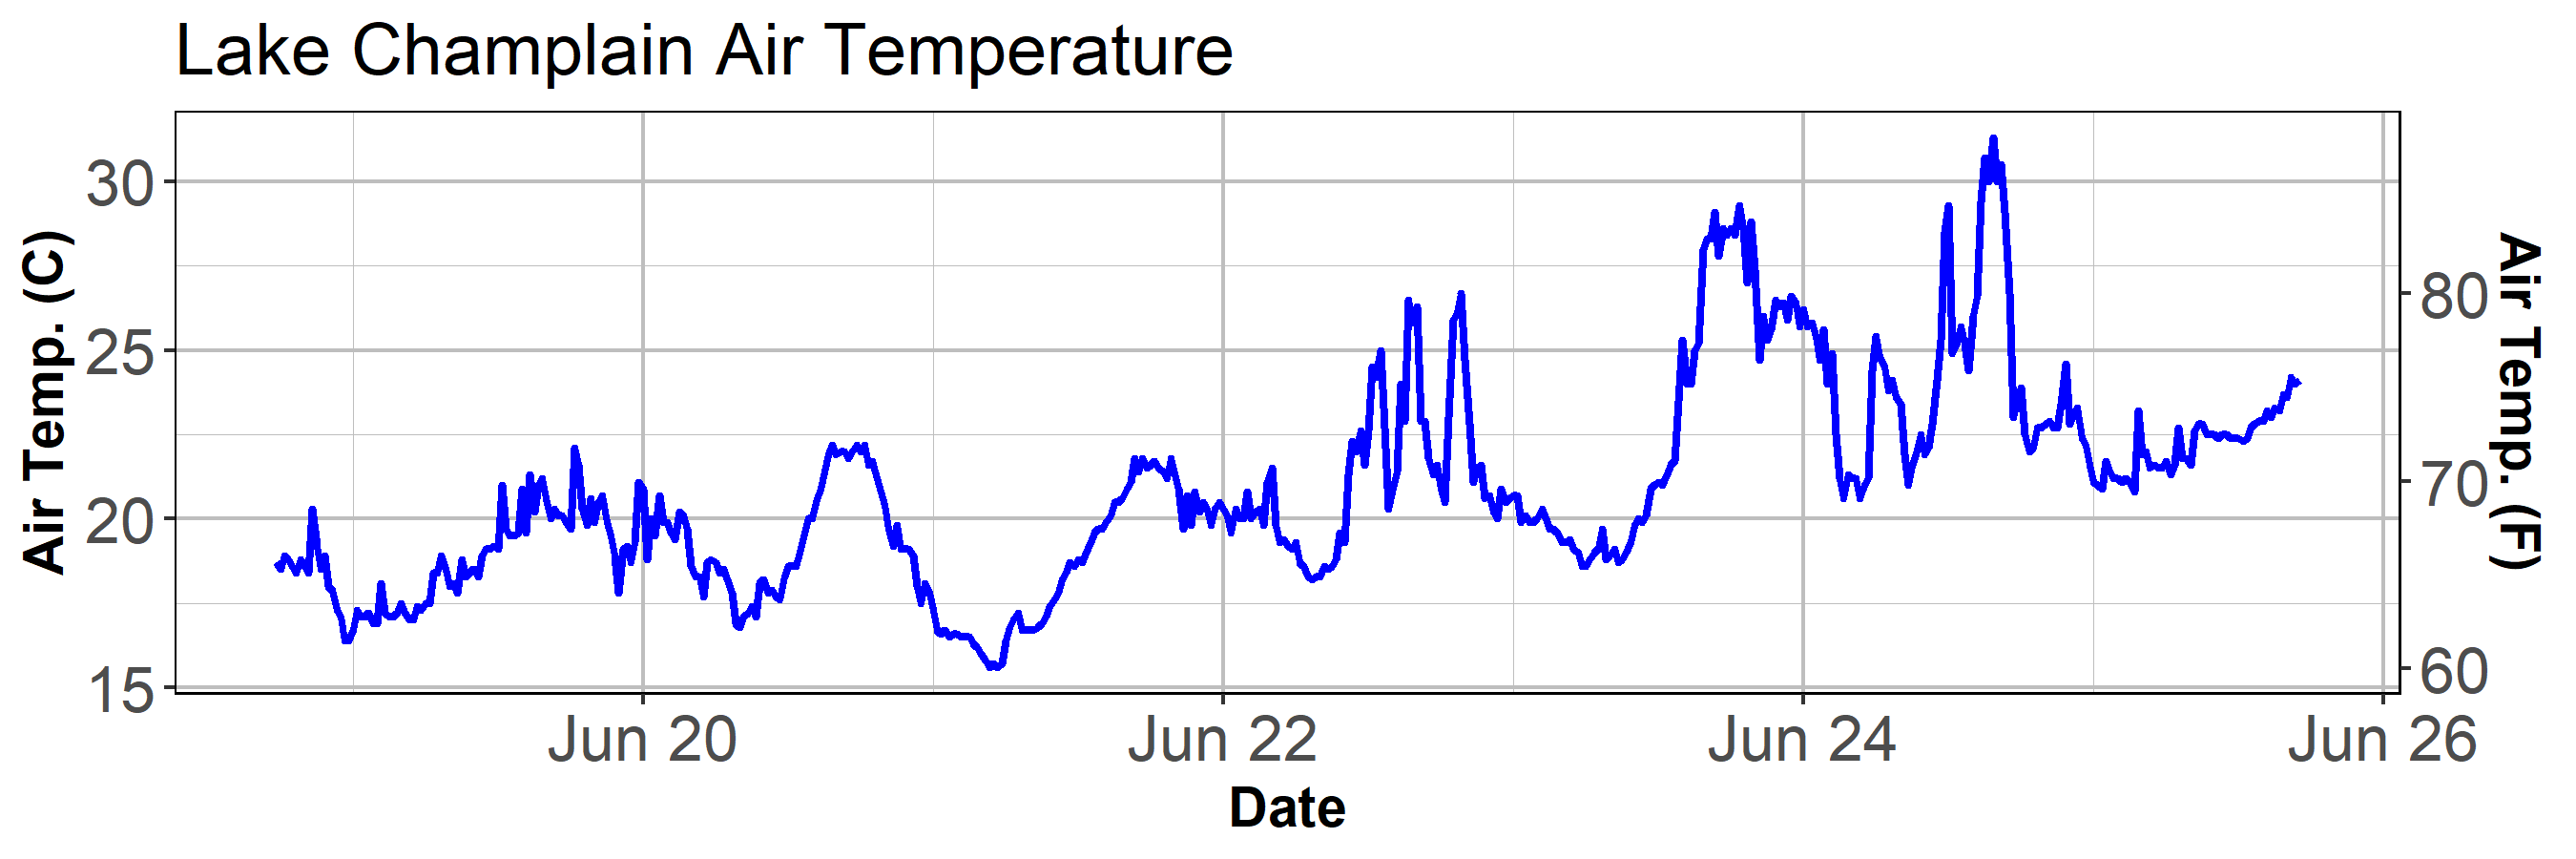 Lake Champlain Air Temperature
Air Temp. (C)
30
25
20
15
80
70
60
Air Temp. (F)
Jun 20
Jun 22
Jun 24
Jun 26
Date